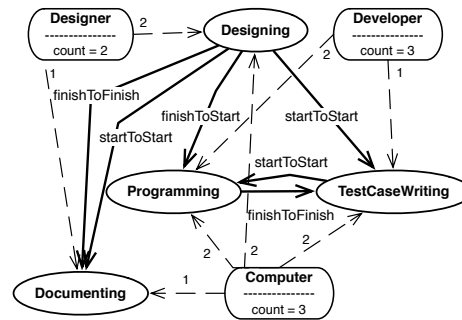 Designer
----------------
count = 2
2
Designing
Developer
----------------
count = 3
1
2
1
finishToFinish
finishToStart
startToStart
startToStart
startToStart
Programming
TestCaseWriting
finishToFinish
2
2
2
Documenting
1
Computer
----------------
count = 3